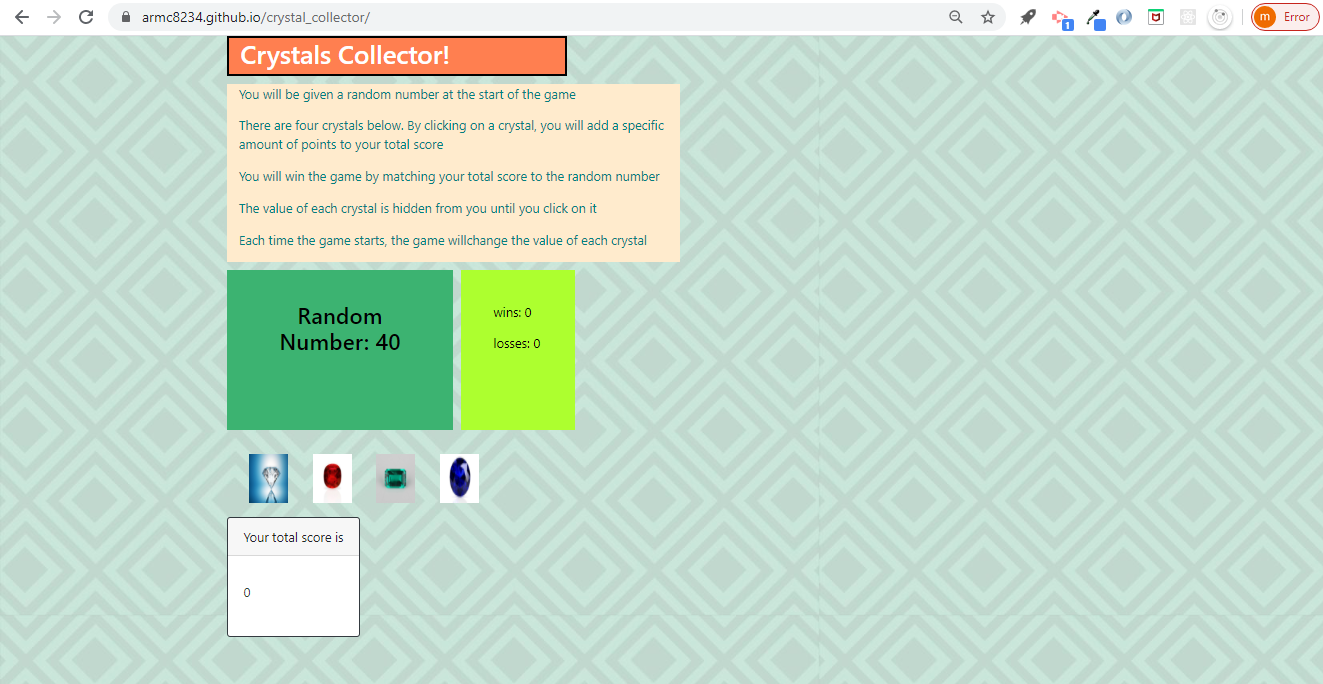 armc8234.github.io/crystal_collector/
1
m
Error
Crystals Collector!
You will be given a random number at the start of the game
There are four crystals below. By clicking on a crystal, you will add a specific
amount of points to your total score
You will win the game by matching your total score to the random number
The value of each crystal is hidden from you until you click on it
Each time the game starts, the game willchange the value of each crystal
Random
Number: 40
wins: 0
losses: 0
Your total score is
0